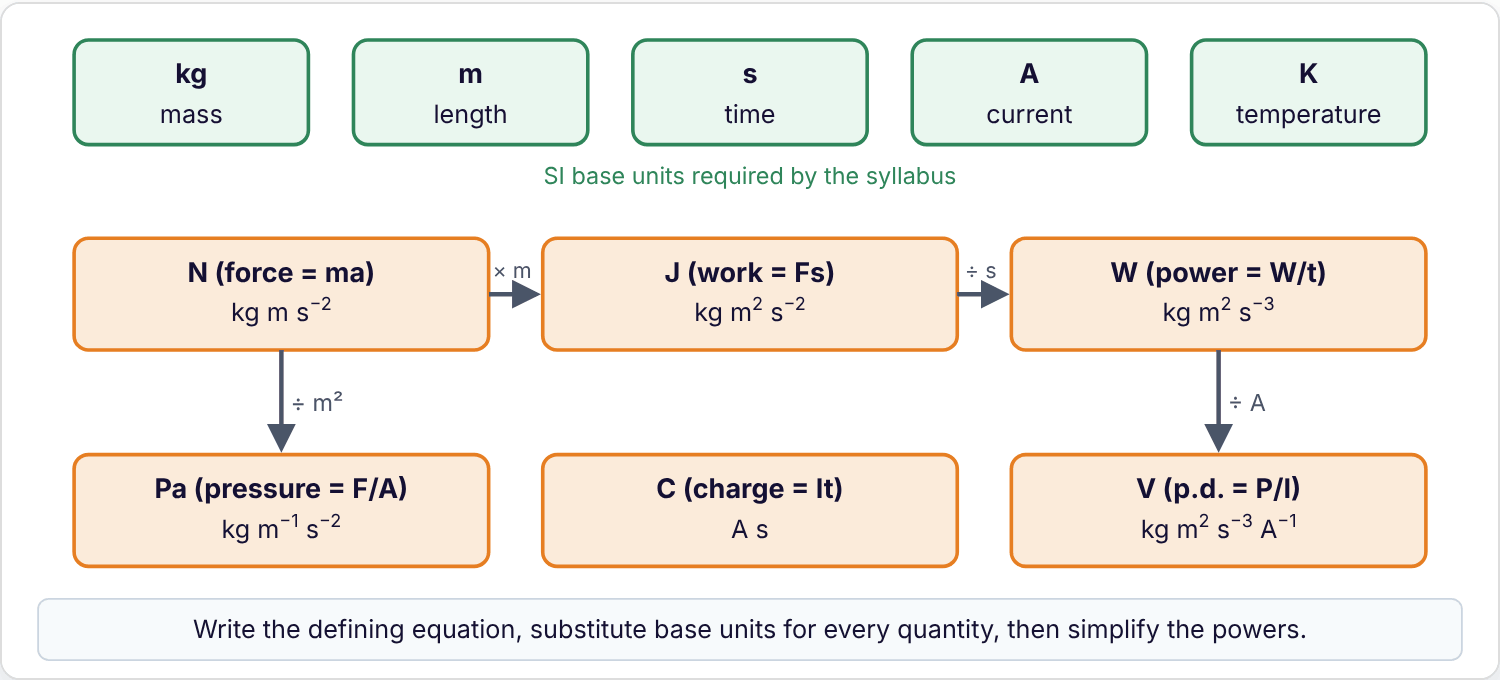 kg
mass
m
length
s
time
A
current
K
temperature
SI base units required by the syllabus
N (force = ma)
kg m s⁻²
× m
J (work = Fs)
kg m² s⁻²
÷ s
W (power = W/t)
kg m² s⁻³
÷ m²
÷ A
Pa (pressure = F/A)
kg m⁻¹ s⁻²
C (charge = It)
A s
V (p.d. = P/I)
kg m² s⁻³ A⁻¹
Write the defining equation, substitute base units for every quantity, then simplify the powers.